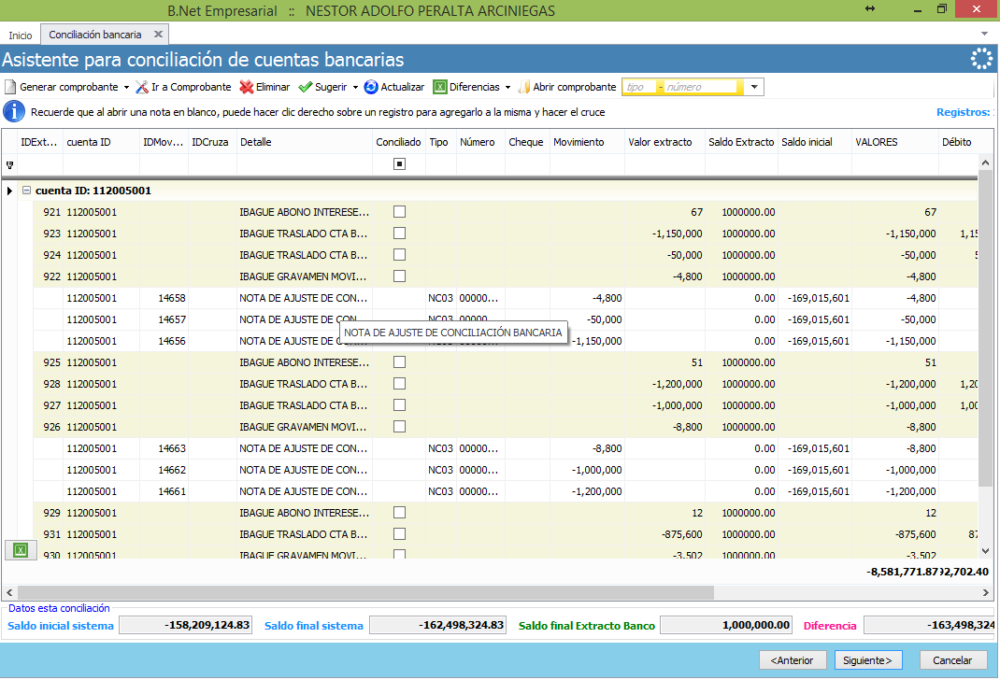 B.Net Empresarial :: NESTOR ADOLFO PERALTA ARCINIEGAS
Inicio Conciliación bancaria
Asistente para conciliación de cuentas bancarias
Generar comprobante Ir a Comprobante Eliminar Sugerir Actualizar Diferencias Abrir comprobante tipo - número
Recuerde que al abrir una nota en blanco, puede hacer clic derecho sobre un registro para agregarlo a la misma y hacer el cruc Registros:
IDExt... cuenta ID IDMov... IDCruza Detalle Conciliado Tipo Número Cheque Movimiento Valor extracto Saldo Extracto Saldo inicial VALORES Débito
cuenta ID: 112005001
921 112005001 IBAGUE ABONO INTERESE... 67 1000000.00 67
923 112005001 IBAGUE TRASLADO CTA B... -1,150,000 1000000.00 -1,150,000 1,15
924 112005001 IBAGUE TRASLADO CTA B... -50,000 1000000.00 -50,000 5
922 112005001 IBAGUE GRAVAMEN MOVI... -4,800 1000000.00 -4,800
112005001 14658 NOTA DE AJUSTE DE CON... NC03 00000... -4,800 0.00 -169,015,601 -4,800
112005001 14657 NOTA DE AJUSTE DE CON... NC03 00000... -50,000 0.00 -169,015,601 -50,000
NOTA DE AJUSTE DE CONCILIACIÓN BANCARIA
112005001 14656 NOTA DE AJUSTE DE CON... -1,150,000 0.00 -169,015,601 -1,150,000
925 112005001 IBAGUE ABONO INTERESE... 51 1000000.00 51
928 112005001 IBAGUE TRASLADO CTA B... -1,200,000 1000000.00 -1,200,000 1,20
927 112005001 IBAGUE TRASLADO CTA B... -1,000,000 1000000.00 -1,000,000 1,00
926 112005001 IBAGUE GRAVAMEN MOVI... -8,800 1000000.00 -8,800
112005001 14663 NOTA DE AJUSTE DE CON... NC03 00000... -8,800 0.00 -169,015,601 -8,800
112005001 14662 NOTA DE AJUSTE DE CON... NC03 00000... -1,000,000 0.00 -169,015,601 -1,000,000
112005001 14661 NOTA DE AJUSTE DE CON... NC03 00000... -1,200,000 0.00 -169,015,601 -1,200,000
929 112005001 IBAGUE ABONO INTERESE... 12 1000000.00 12
931 112005001 IBAGUE TRASLADO CTA B... -875,600 1000000.00 -875,600 87
930 112005001 IBAGUE GRAVAMEN MOVI... -3,502 1000000.00 -3,502
-8,581,771.87 2,702.40
Datos esta conciliación
Saldo inicial sistema -158,209,124.83 Saldo final sistema -162,498,324.83 Saldo final Extracto Banco 1,000,000.00 Diferencia -163,498,324
<Anterior Siguiente> Cancelar